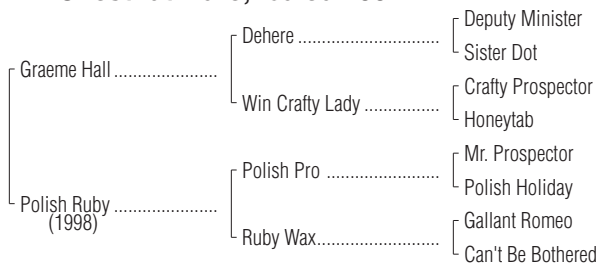 Deputy Minister
Dehere
Sister Dot
Graeme Hall
Crafty Prospector
Win Crafty Lady
Honeytab
Mr. Prospector
Polish Pro
Polish Holiday
Polish Ruby
(1998)
Gallant Romeo
Ruby Wax
Can't Be Bothered